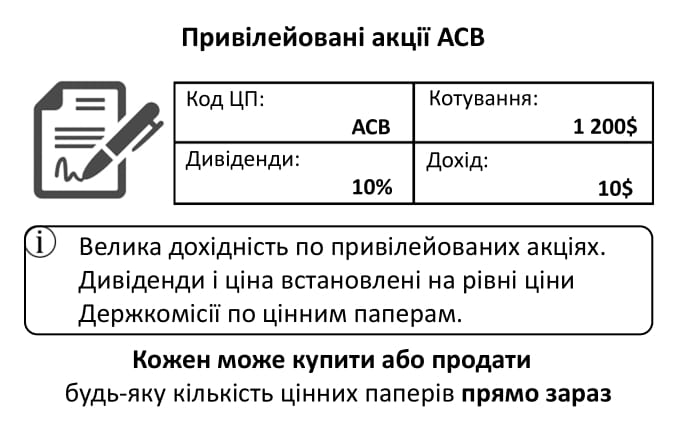 Привілейовані акції АСВ
Код ЦП:
АСВ
Котування:
1 200$
Дивіденди:
10%
Дохід:
10$
i
Велика дохідність по привілейованих акціях.
Дивіденди і ціна встановлені на рівні ціни
Держкомісії по цінним паперам.
Кожен може купити або продати
будь-яку кількість цінних паперів прямо зараз